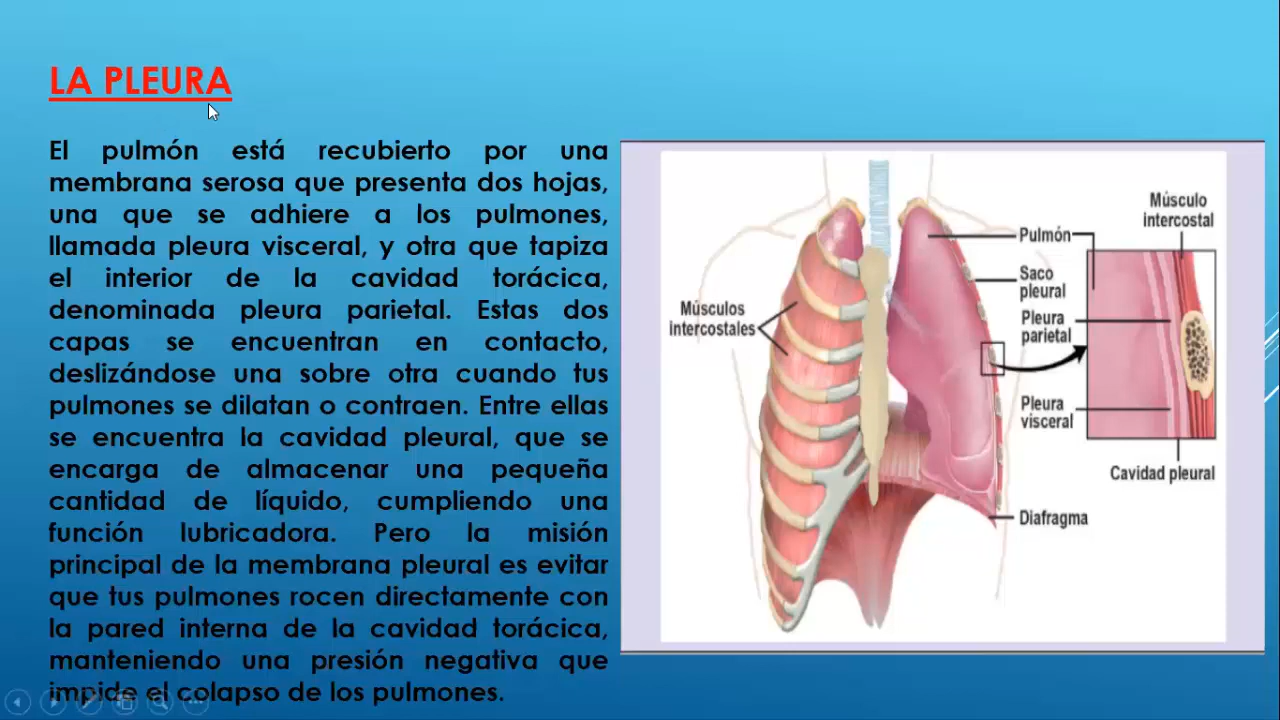 LA PLEURA
El pulmón está recubierto por una
membrana serosa que presenta dos hojas,
una que se adhiere a los pulmones,
llamada pleura visceral, y otra que tapiza
el interior de la cavidad torácica,
denominada pleura parietal. Estas dos
capas se encuentran en contacto,
deslizándose una sobre otra cuando tus
pulmones se dilatan o contraen. Entre ellas
se encuentra la cavidad pleural, que se
encarga de almacenar una pequeña
cantidad de líquido, cumpliendo una
función lubricadora. Pero la misión
principal de la membrana pleural es evitar
que tus pulmones rocen directamente con
la pared interna de la cavidad torácica,
manteniendo una presión negativa que
impide el colapso de los pulmones.
Músculos
intercostales
Pulmón
Saco
pleural
Pleura
parietal
Pleura
visceral
Diafragma
Músculo
intercostal
Cavidad pleural